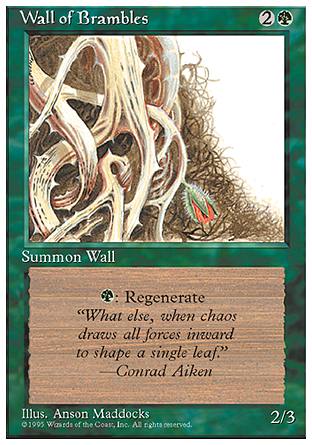 Wall of Brambles 2
Summon Wall
: Regenerate
“What else, when chaos
draws all forces inward
to shape a single leaf.”
—Conrad Aiken
Illus. Anson Maddocks
©1995 Wizards of the Coast, Inc. All rights reserved.
2/3